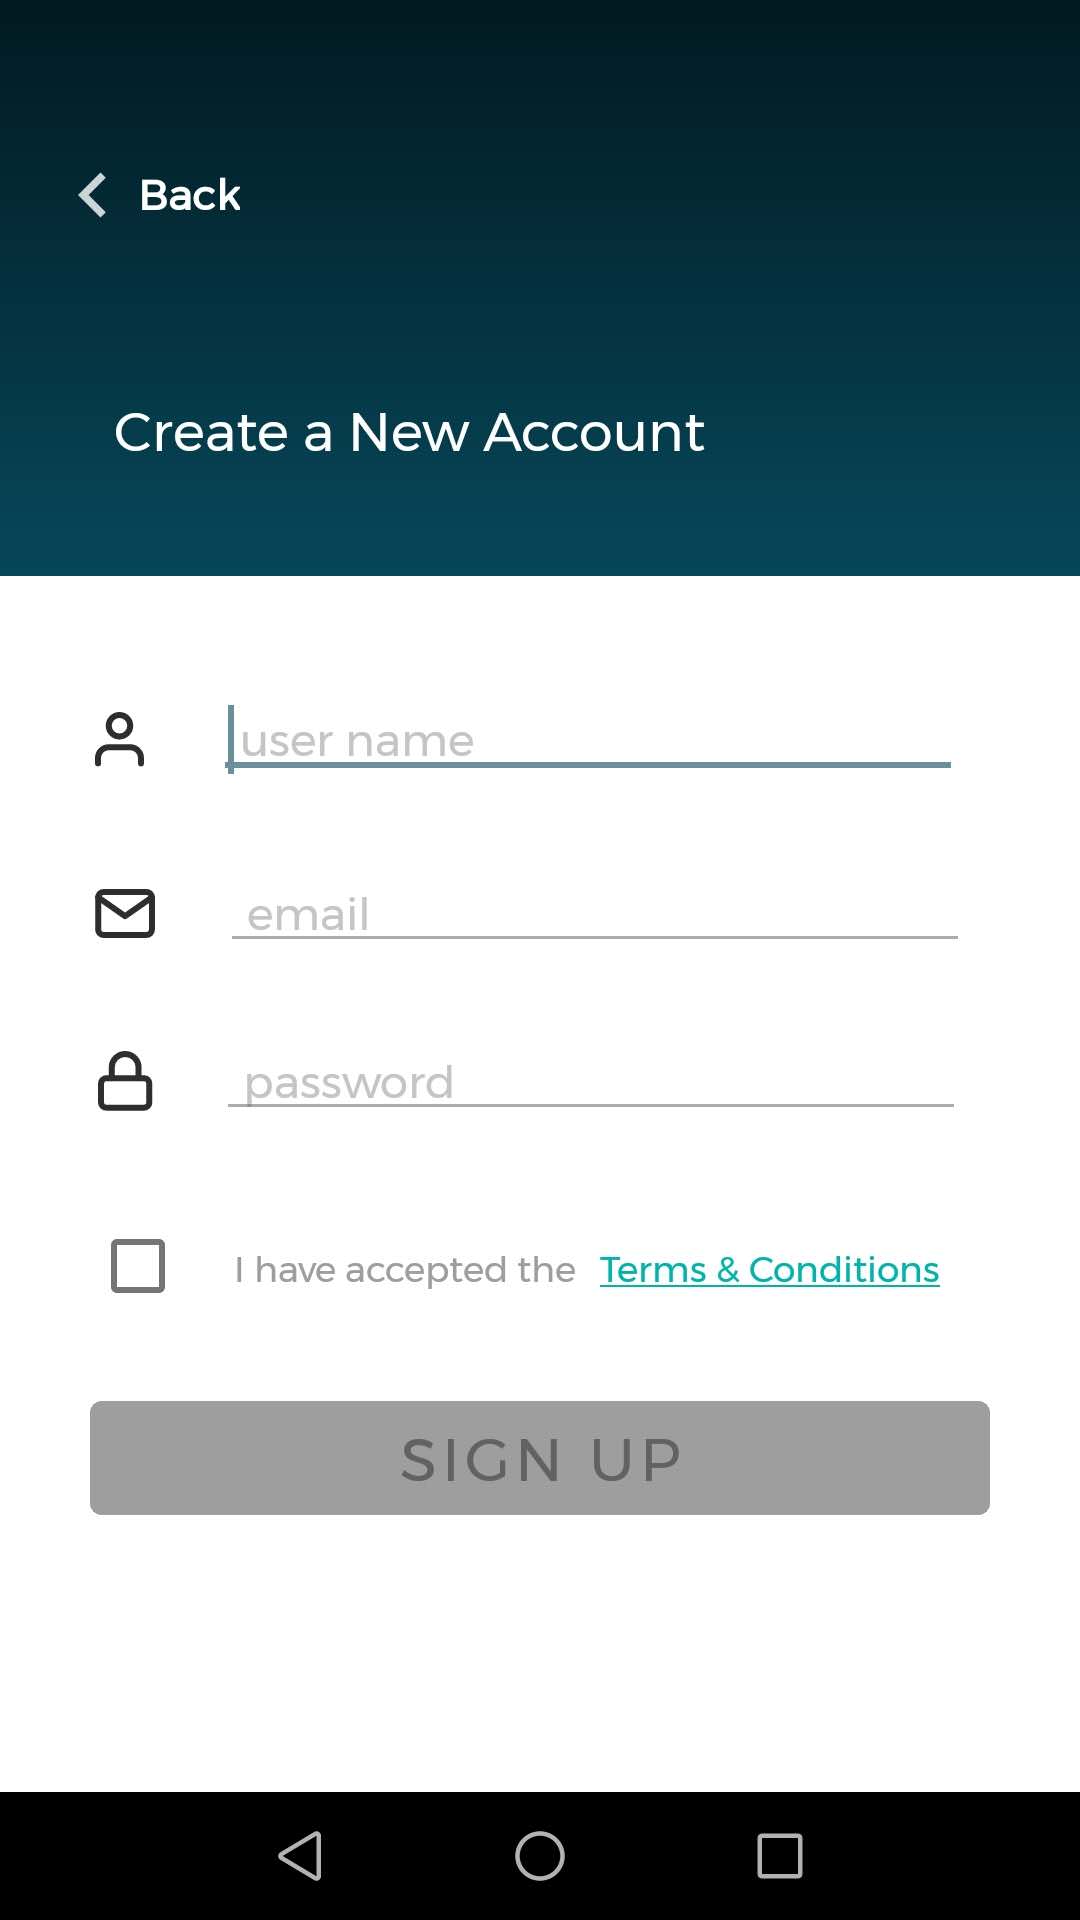 Back
Create a New Account
user name
email
password
I have accepted the Terms & Conditions
SIGN UP